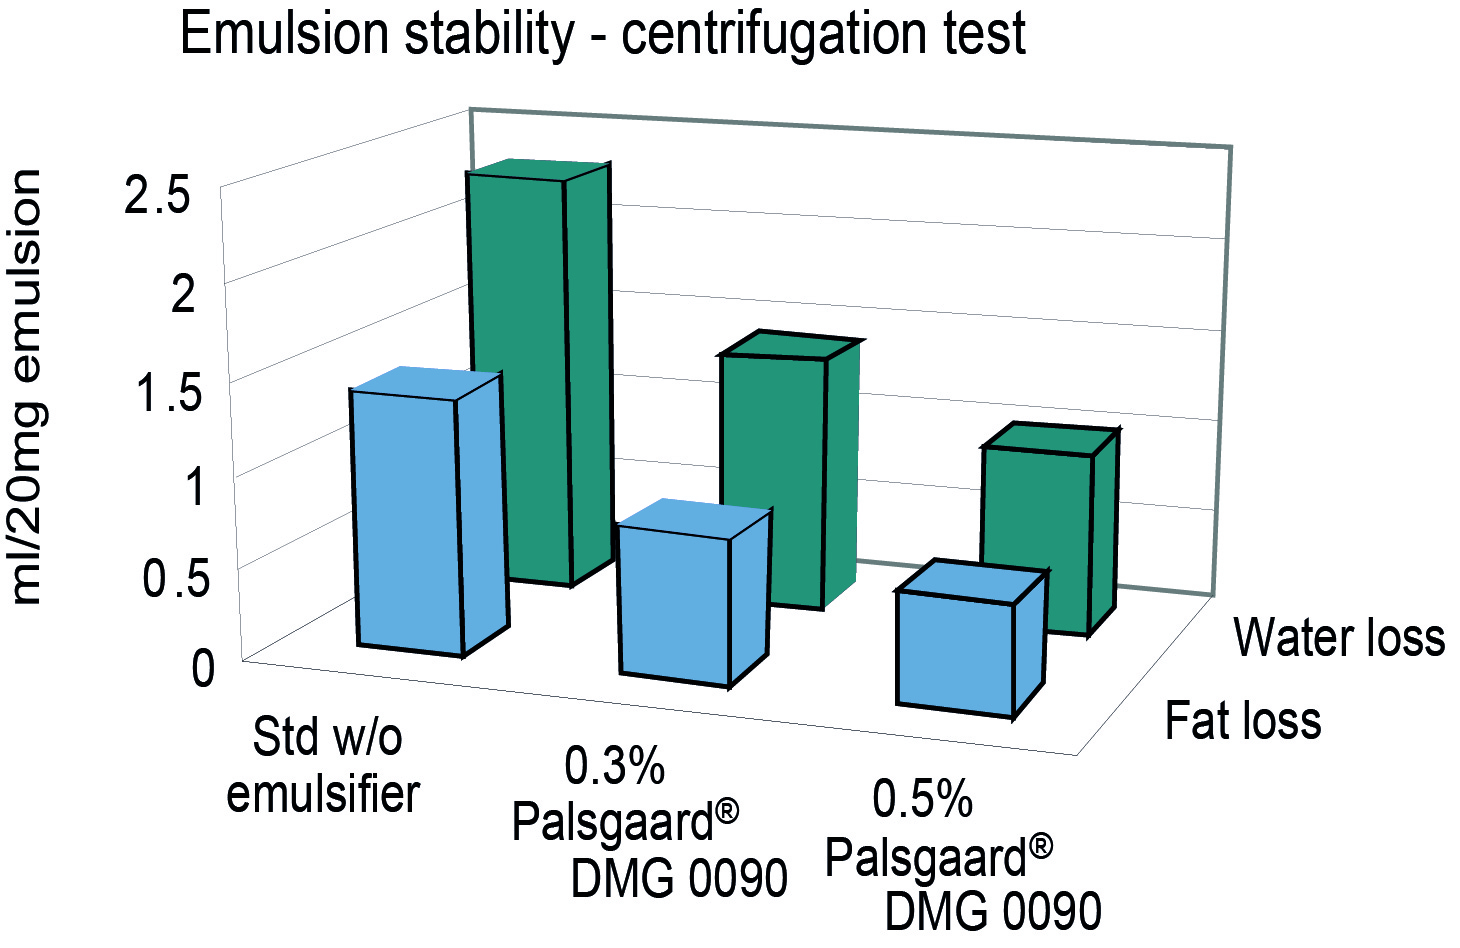 Emulsion stability - centrifugation test
ml/20mg emulsion
2.5
2
1.5
1
0.5
0
Water loss
Fat loss
Std w/o
emulsifier
0.3%
Palsgaard®
DMG 0090
0.5%
Palsgaard®
DMG 0090